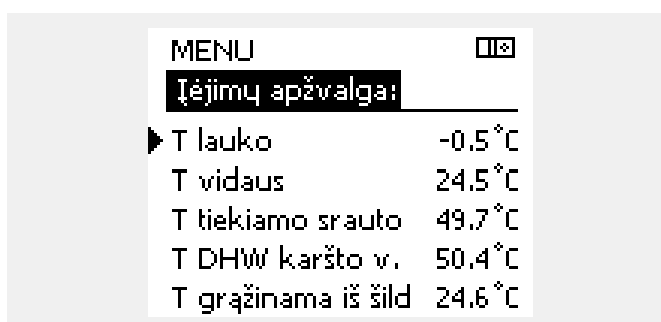 MENU
Įėjimų apžvalga:
T lauko -0.5°C
T vidaus 24.5°C
T tiekiamo srauto 49.7°C
T DHW karšto v. 50.4°C
T grąžinama iš šild 24.6°C